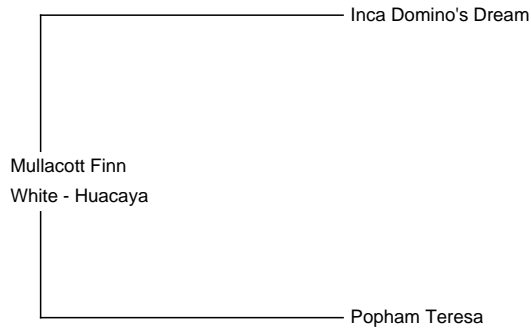 Inca Domino's Dream
Mullacott Finn
White - Huacaya
Popham Teresa